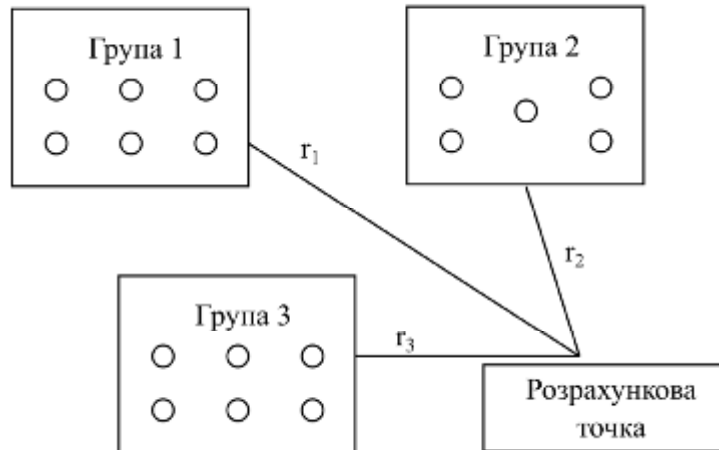 Група 1
Група 2
r₁
r₂
Група 3
r₃
Розрахункова
точка